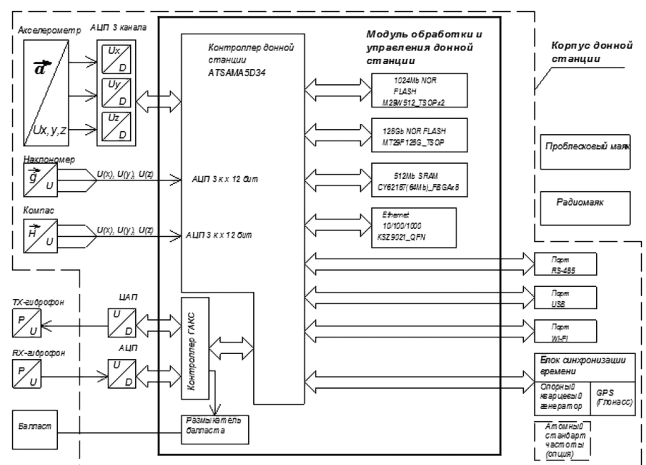 Акселерометр
АЦП 3 канала
a
Ux,y,z
Ux
D
Uy
D
Uz
D
Контроллер донной
станции
ATSAMA5D34
Модуль обработки и
управления донной
станции
Корпус донной
станции
1024Mb NOR
FLASH
M29W512_TSOPx2
128Gb NOR FLASH
MT29F128G_TSOP
512Mb SRAM
CY62187(64Mb)_FBGAx8
Ethernet
10/100/1000
KSZ9021_QFN
Проблесковый маяк
Радиомаяк
Наклономер
g
U
U(x), U(y), U(z)
АЦП 3 к х 12 бит
Компас
H
U
U(x), U(y), U(z)
АЦП 3 к х 12 бит
Порт
RS-485
Порт
USB
Порт
WI-FI
TX-гидрофон
P
U
ЦАП
U
D
RX-гидрофон
P
U
АЦП
U
D
Контроллер ГАКС
Блок синхронизации
времени
Опорный
кварцевый
генератор
GPS
(Глонасс)
Атомный
стандарт
частоты
(опция)
Балласт
Размыкатель
балласта